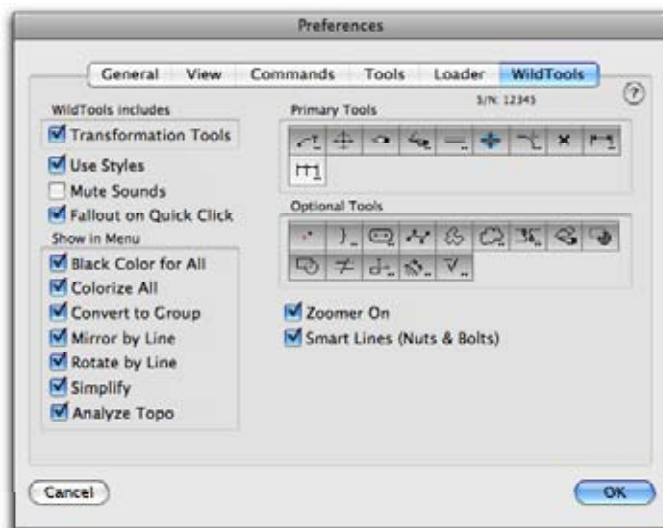 Preferences
General View Commands Tools Loader WildTools
S/N: 12345
?
WildTools includes
Transformation Tools
Use Styles
Mute Sounds
Fallout on Quick Click
Show in Menu
Black Color for All
Colorize All
Convert to Group
Mirror by Line
Rotate by Line
Simplify
Analyze Topo
Primary Tools
Optional Tools
Zoomer On
Smart Lines (Nuts & Bolts)
Cancel
OK